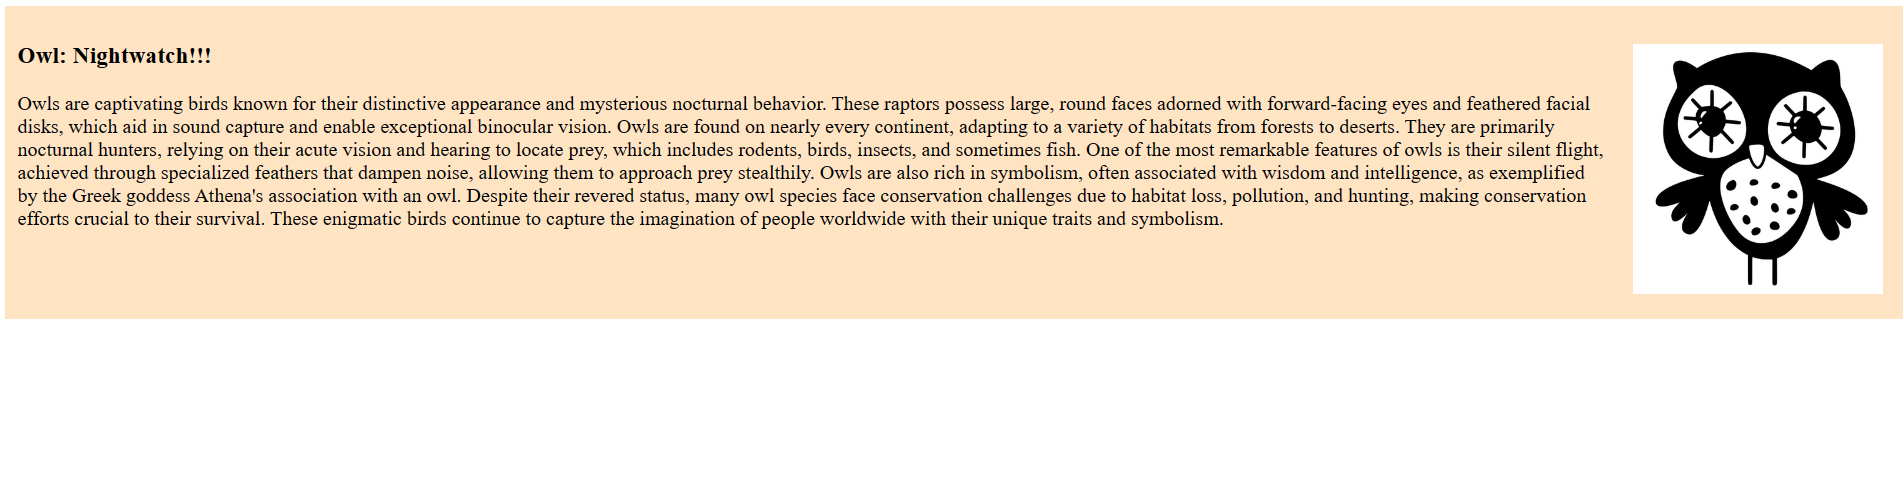 Owl: Nightwatch!!!
Owls are captivating birds known for their distinctive appearance and mysterious nocturnal behavior. These raptors possess large, round faces adorned with forward-facing eyes and feathered facial
disks, which aid in sound capture and enable exceptional binocular vision. Owls are found on nearly every continent, adapting to a variety of habitats from forests to deserts. They are primarily
nocturnal hunters, relying on their acute vision and hearing to locate prey, which includes rodents, birds, insects, and sometimes fish. One of the most remarkable features of owls is their silent flight,
achieved through specialized feathers that dampen noise, allowing them to approach prey stealthily. Owls are also rich in symbolism, often associated with wisdom and intelligence, as exemplified
by the Greek goddess Athena's association with an owl. Despite their revered status, many owl species face conservation challenges due to habitat loss, pollution, and hunting, making conservation
efforts crucial to their survival. These enigmatic birds continue to capture the imagination of people worldwide with their unique traits and symbolism.